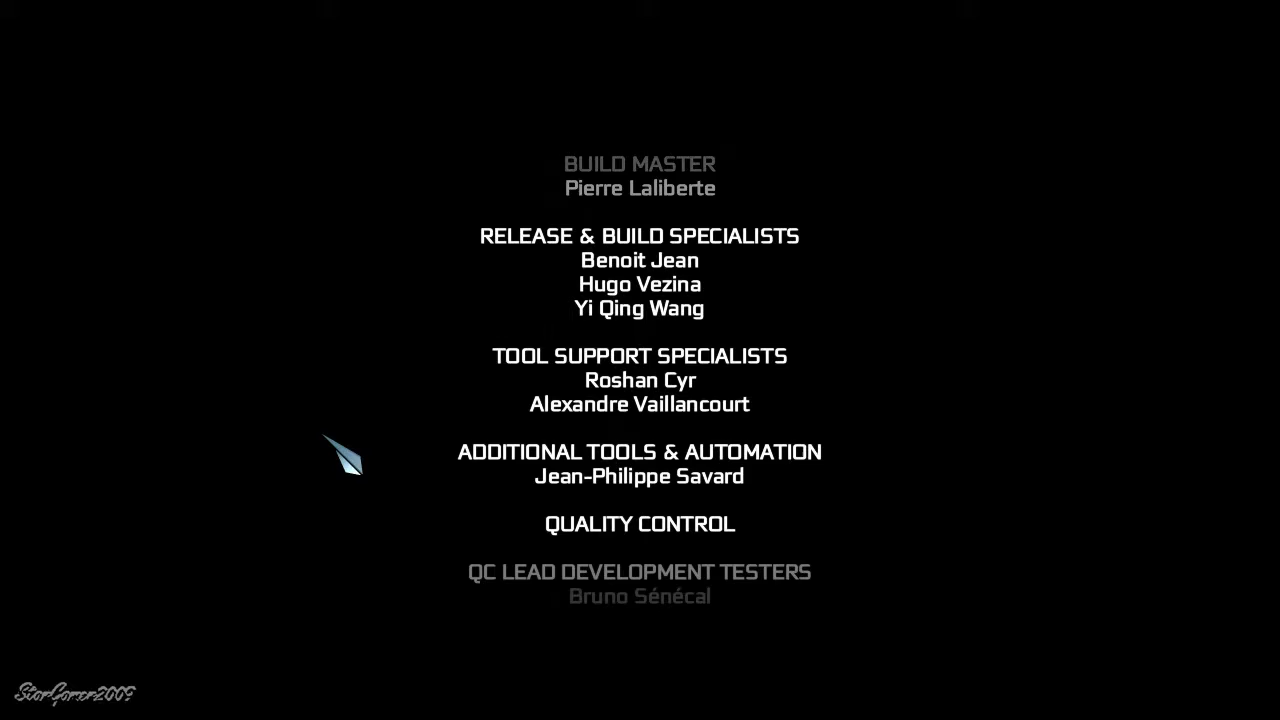 BUILD MASTER
Pierre Laliberte
RELEASE & BUILD SPECIALISTS
Benoit Jean
Hugo Vezina
Yi Qing Wang
TOOL SUPPORT SPECIALISTS
Roshan Cyr
Alexandre Vaillancourt
ADDITIONAL TOOLS & AUTOMATION
Jean-Philippe Savard
QUALITY CONTROL
QC LEAD DEVELOPMENT TESTERS
Bruno Sénécal
StarGamer2009